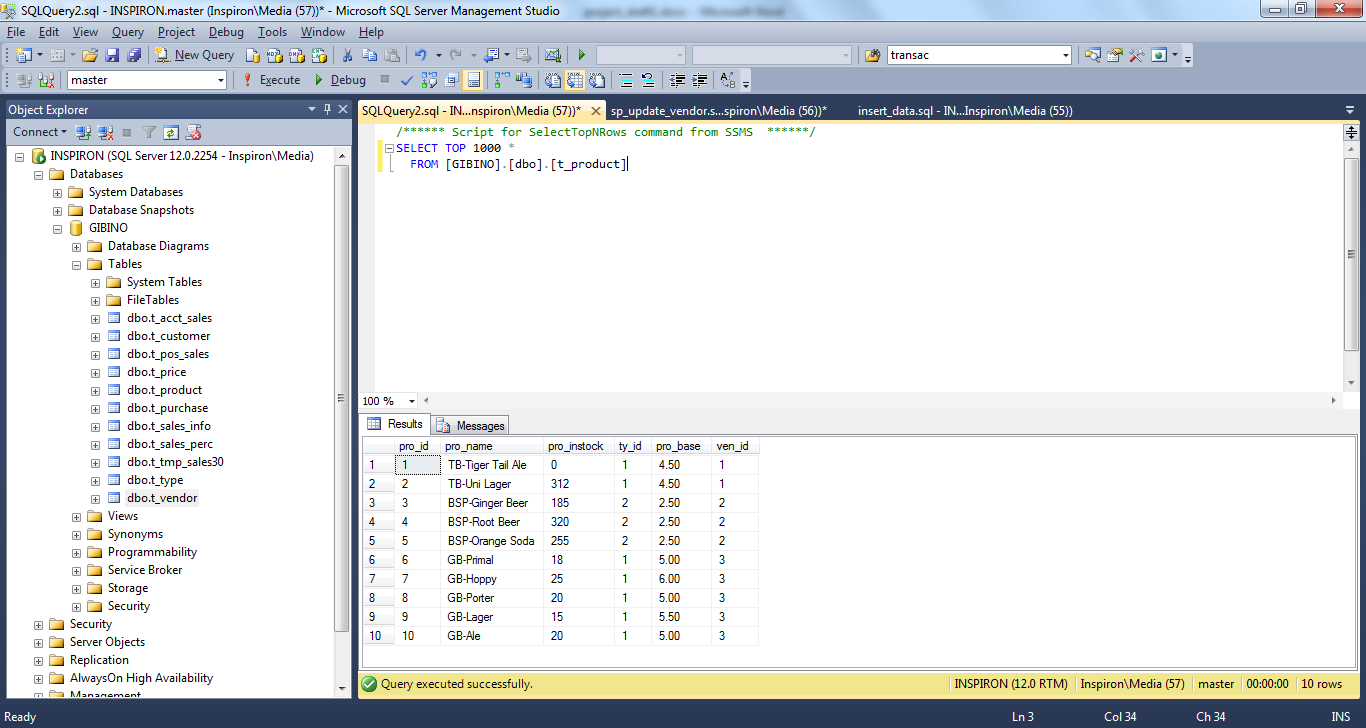 SQLQuery2.sql - INSPIRON.master (Inspiron\Media (57))* - Microsoft SQL Server Management Studio
File Edit View Query Project Debug Tools Window Help
New Query transac
master Execute Debug
Object Explorer
Connect
INSPIRON (SQL Server 12.0.2254 - Inspiron\Media)
Databases
System Databases
Database Snapshots
GIBINO
Database Diagrams
Tables
System Tables
FileTables
dbo.t_acct_sales
dbo.t_customer
dbo.t_pos_sales
dbo.t_price
dbo.t_product
dbo.t_purchase
dbo.t_sales_info
dbo.t_sales_perc
dbo.t_tmp_sales30
dbo.t_type
dbo.t_vendor
Views
Synonyms
Programmability
Service Broker
Storage
Security
Security
Server Objects
Replication
AlwaysOn High Availability
Management
SQLQuery2.sql - IN...nspiron\Media (57))* sp_update_vendor.s...spiron\Media (56))* insert_data.sql - IN...Inspiron\Media (55))
/****** Script for SelectTopNRows command from SSMS ******/
SELECT TOP 1000 *
FROM [GIBINO].[dbo].[t_product]
100 %
Results Messages
pro_id pro_name pro_instock ty_id pro_base ven_id
1 1 TB-Tiger Tail Ale 0 1 4.50 1
2 2 TB-Uni Lager 312 1 4.50 1
3 3 BSP-Ginger Beer 185 2 2.50 2
4 4 BSP-Root Beer 320 2 2.50 2
5 5 BSP-Orange Soda 255 2 2.50 2
6 6 GB-Primal 18 1 5.00 3
7 7 GB-Hoppy 25 1 6.00 3
8 8 GB-Porter 20 1 5.00 3
9 9 GB-Lager 15 1 5.50 3
10 10 GB-Ale 20 1 5.00 3
Query executed successfully. INSPIRON (12.0 RTM) Inspiron\Media (57) master 00:00:00 10 rows
Ready Ln 3 Col 34 Ch 34 INS